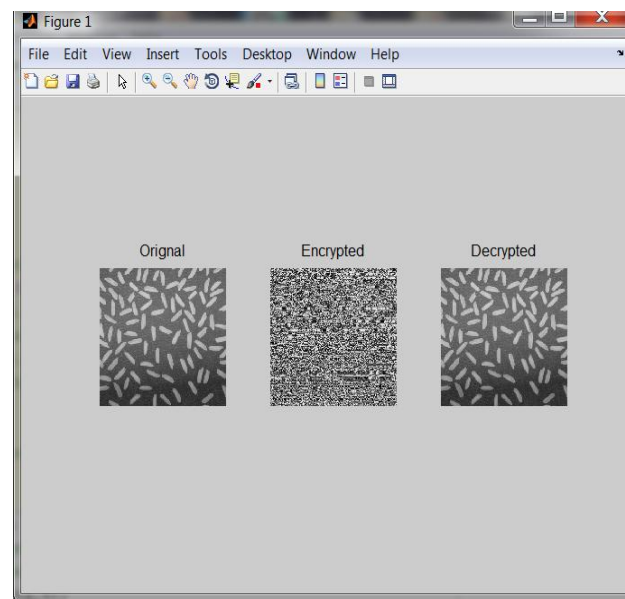 Figure 1
File Edit View Insert Tools Desktop Window Help
Orignal Encrypted Decrypted